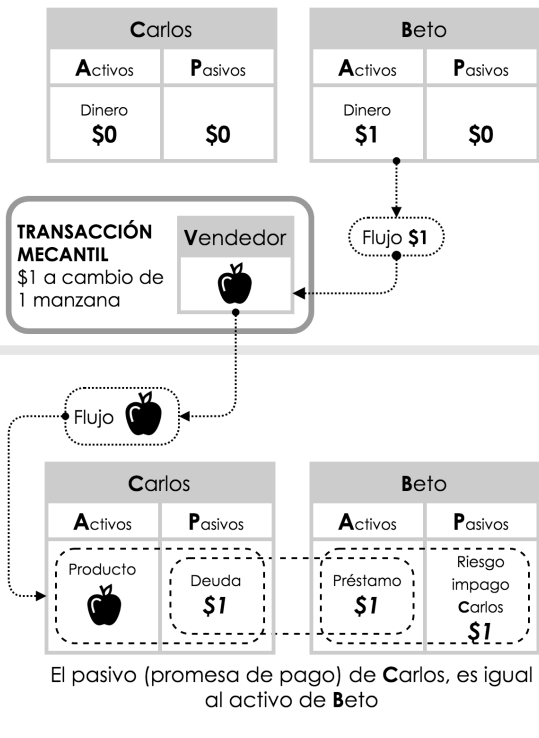 Carlos
Beto
Activos
Pasivos
Activos
Pasivos
Dinero
$0
$0
Dinero
$1
$0
TRANSACCIÓN
MECANTIL
$1 a cambio de
1 manzana
Vendedor
Flujo $1
Flujo
Carlos
Beto
Activos
Pasivos
Activos
Pasivos
Producto
Deuda
$1
Préstamo
$1
Riesgo
impago
Carlos
$1
El pasivo (promesa de pago) de Carlos, es igual
al activo de Beto